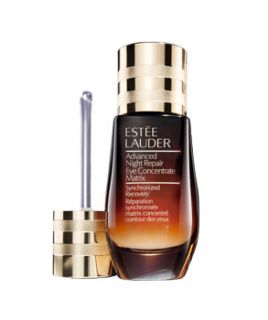 ESTĒE
LAUDER
Advanced
Night Repair
Eye Concentrate
Matrix
Synchronized
Recovery
Réparation
synchronisée
matrix concentré
contour des yeux